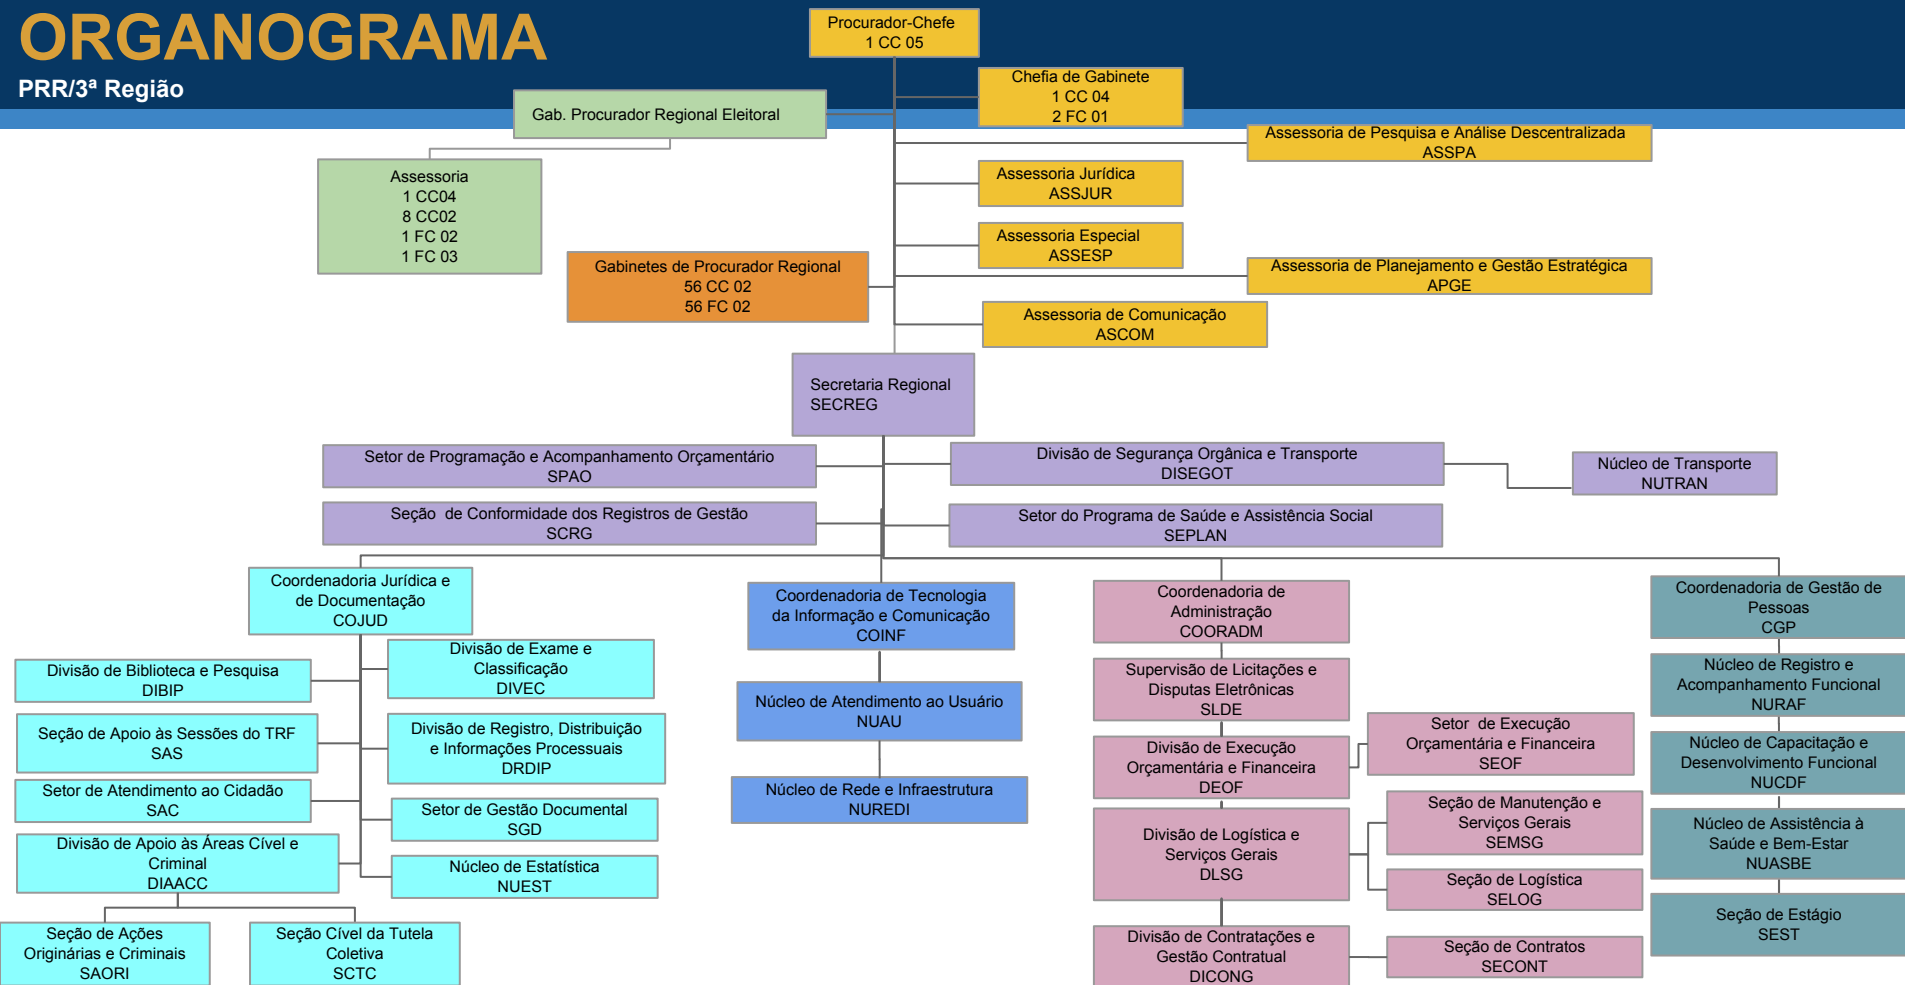 ORGANOGRAMA
PRR/3ª Região
Procurador-Chefe
1 CC 05
Chefia de Gabinete
1 CC 04
2 FC 01
Gab. Procurador Regional Eleitoral
Assessoria de Pesquisa e Análise Descentralizada
ASSPA
Assessoria
1 CC04
8 CC02
1 FC 02
1 FC 03
Assessoria Jurídica
ASSJUR
Assessoria Especial
ASSESP
Gabinetes de Procurador Regional
56 CC 02
56 FC 02
Assessoria de Planejamento e Gestão Estratégica
APGE
Assessoria de Comunicação
ASCOM
Secretaria Regional
SECREG
Setor de Programação e Acompanhamento Orçamentário
SPAO
Divisão de Segurança Orgânica e Transporte
DISEGOT
Núcleo de Transporte
NUTRAN
Seção  de Conformidade dos Registros de Gestão
SCRG
Setor do Programa de Saúde e Assistência Social
SEPLAN
Coordenadoria Jurídica e
de Documentação
COJUD
Divisão de Exame e
Classificação
DIVEC
Divisão de Biblioteca e Pesquisa
DIBIP
Divisão de Registro, Distribuição
e Informações Processuais
DRDIP
Seção de Apoio às Sessões do TRF
SAS
Setor de Atendimento ao Cidadão
SAC
Setor de Gestão Documental
SGD
Divisão de Apoio às Áreas Cível e
Criminal
DIAACC
Núcleo de Estatística
NUEST
Seção de Ações
Originárias e Criminais
SAORI
Seção Cível da Tutela
Coletiva
SCTC
Coordenadoria de Tecnologia
da Informação e Comunicação
COINF
Núcleo de Atendimento ao Usuário
NUAU
Núcleo de Rede e Infraestrutura
NUREDI
Coordenadoria de
Administração
COORADM
Supervisão de Licitações e
Disputas Eletrônicas
SLDE
Divisão de Execução
Orçamentária e Financeira
DEOF
Setor  de Execução
Orçamentária e Financeira
SEOF
Divisão de Logística e
Serviços Gerais
DLSG
Seção de Manutenção e
Serviços Gerais
SEMSG
Seção de Logística
SELOG
Divisão de Contratações e
Gestão Contratual
DICONG
Seção de Contratos
SECONT
Coordenadoria de Gestão de
Pessoas
CGP
Núcleo de Registro e
Acompanhamento Funcional
NURAF
Núcleo de Capacitação e
Desenvolvimento Funcional
NUCDF
Núcleo de Assistência à
Saúde e Bem-Estar
NUASBE
Seção de Estágio
SEST